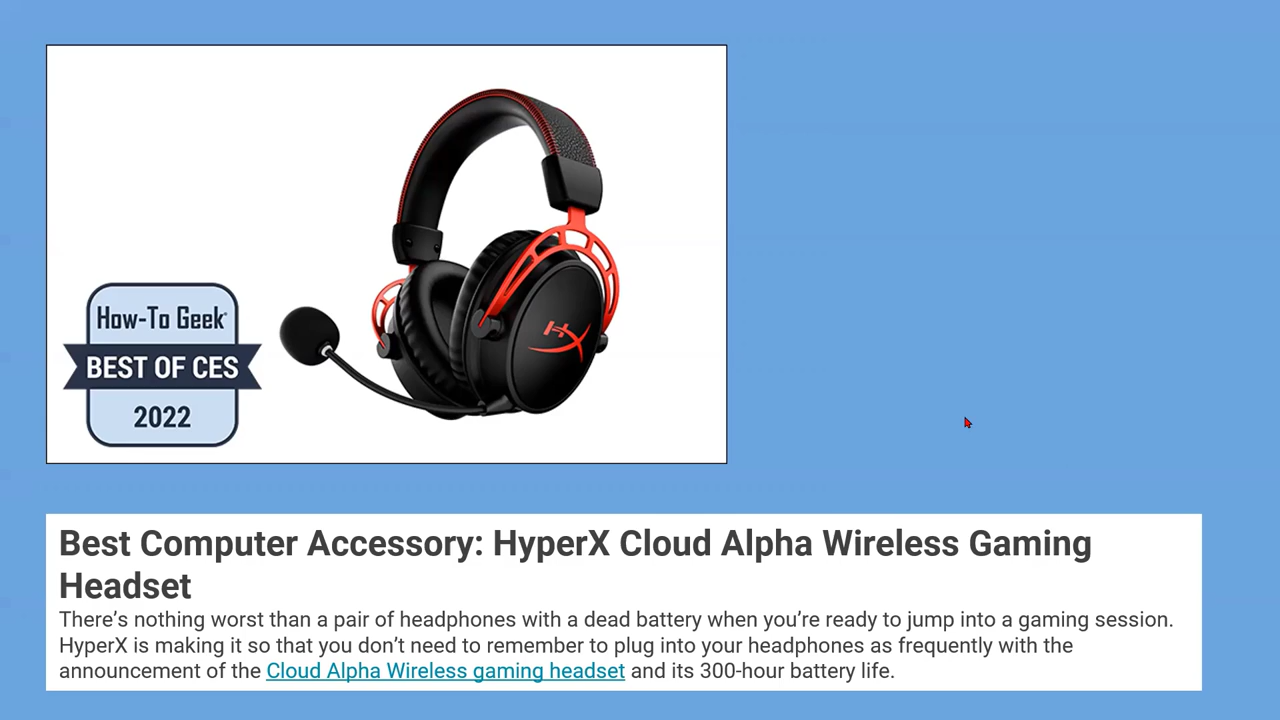 How-To Geek
BEST OF CES
2022
HX
Best Computer Accessory: HyperX Cloud Alpha Wireless Gaming
Headset
There’s nothing worst than a pair of headphones with a dead battery when you’re ready to jump into a gaming session.
HyperX is making it so that you don’t need to remember to plug into your headphones as frequently with the
announcement of the Cloud Alpha Wireless gaming headset and its 300-hour battery life.